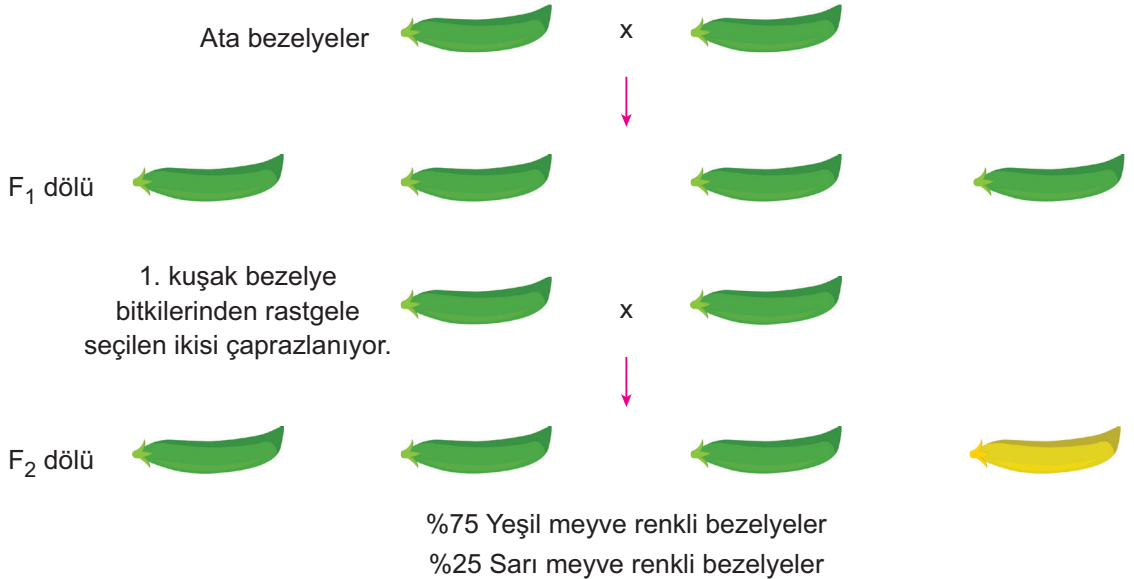 Ata bezelyeler
x
F1 dölü
1. kuşak bezelye
bitkilerinden rastgele
seçilen ikisi çaprazlanıyor.
x
F2 dölü
%75 Yeşil meyve renkli bezelyeler
%25 Sarı meyve renkli bezelyeler